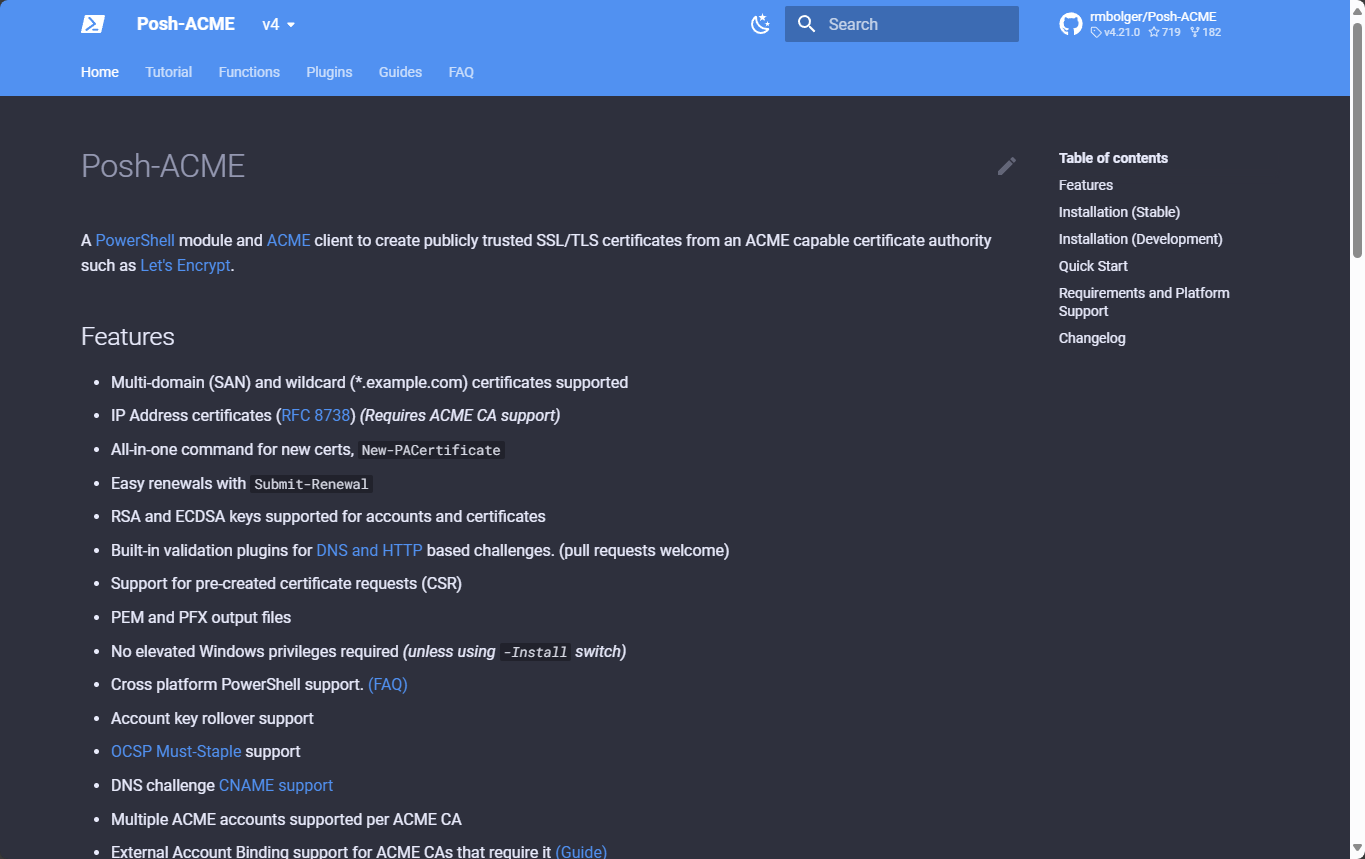 Posh-ACME
v4
Search
rmbolger/Posh-ACME
v4.21.0 719 182
Home Tutorial Functions Plugins Guides FAQ
Posh-ACME
A PowerShell module and ACME client to create publicly trusted SSL/TLS certificates from an ACME capable certificate authority
such as Let's Encrypt.
Features
Multi-domain (SAN) and wildcard (*.example.com) certificates supported
IP Address certificates (RFC 8738) (Requires ACME CA support)
All-in-one command for new certs, New-PACertificate
Easy renewals with Submit-Renewal
RSA and ECDSA keys supported for accounts and certificates
Built-in validation plugins for DNS and HTTP based challenges. (pull requests welcome)
Support for pre-created certificate requests (CSR)
PEM and PFX output files
No elevated Windows privileges required (unless using -Install switch)
Cross platform PowerShell support. (FAQ)
Account key rollover support
OCSP Must-Staple support
DNS challenge CNAME support
Multiple ACME accounts supported per ACME CA
External Account Binding support for ACME CAs that require it (Guide)
Table of contents
Features
Installation (Stable)
Installation (Development)
Quick Start
Requirements and Platform
Support
Changelog